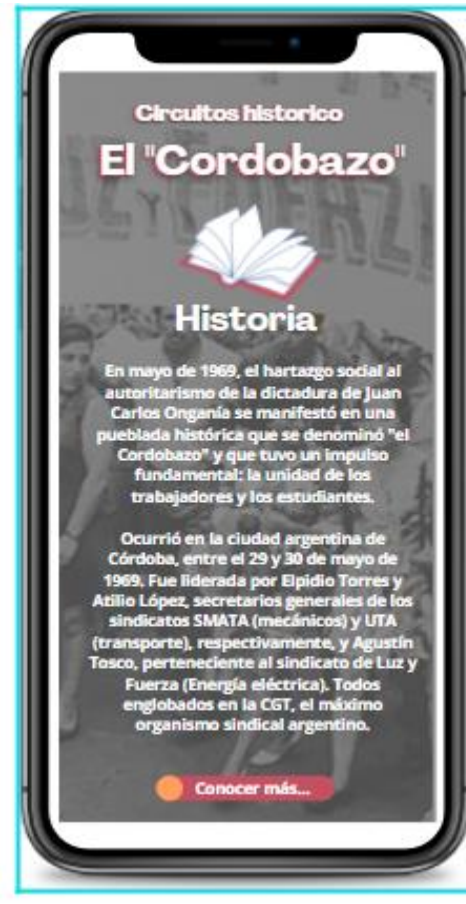 Circuitos historico
El "Cordobazo"
Historia
En mayo de 1969, el hartazgo social al
autoritarismo de la dictadura de Juan
Carlos Onganía se manifestó en una
pueblada histórica que se denominó "el
Cordobazo" y que tuvo un impulso
fundamental: la unidad de los
trabajadores y los estudiantes.
Ocurrió en la ciudad argentina de
Córdoba, entre el 29 y 30 de mayo de
1969. Fue liderada por Elpidio Torres y
Atilio López, secretarios generales de los
sindicatos SMATA (mecánicos) y UTA
(transporte), respectivamente, y Agustín
Tosco, perteneciente al sindicato de Luz y
Fuerza (Energía eléctrica). Todos
englobados en la CGT, el máximo
organismo sindical argentino.
Conocer más...